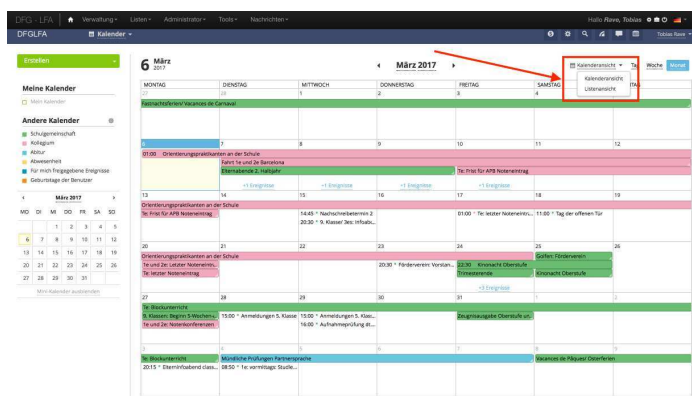 DFG - LFA Verwaltung Listen Administrator Tools Nachrichten Hallo Rave, Tobias
DFGLFA Kalender Tobias Rave
Erstellen
6 März 2017
März 2017
Kalenderansicht Woche Monat
Kalenderansicht
Listenansicht
Meine Kalender
Mein Kalender
Andere Kalender
Schulgemeinschaft
Kollegium
Abitur
Abwesenheit
Für mich freigegebene Ereignisse
Geburtstage der Benutzer
März 2017
MO DI MI DO FR SA SO
1 2 3 4 5
6 7 8 9 10 11 12
13 14 15 16 17 18 19
20 21 22 23 24 25 26
27 28 29 30 31
Mini Kalender ausblenden
MONTAG DIENSTAG MITTWOCH DONNERSTAG FREITAG SAMSTAG
27 28 1 2 3 4
Fastnachtsferien/ Vacances de Carnaval
6 7 8 9 10 11 12
01:00 Orientierungspraktikanten an der Schule
Fahrt 1e und 2e Barcelona
Elternabende 2. Halbjahr Te: Frist für APB Noteneintrag
+1 Ereignisse +1 Ereignisse +1 Ereignisse +1 Ereignisse
13 14 15 16 17 18 19
Orientierungspraktikanten an der Schule
Te: Frist für APB Noteneintrag 14:45 Nachschreibetermin 2 01:00 Te: letzter Noteneintr... 11:00 Tag der offenen Tür
20:30 9. Klasse/ 3es: Infoab...
20 21 22 23 24 25 26
Orientierungspraktikanten an der Schule Golfen: Förderverein
1e und 2e: Letzter Noteneintr... 20:30 Förderverein: Vorstan... 22:30 Kinonacht Oberstufe
Te: letzter Noteneintrag Trimesterende Kinonacht Oberstufe
+3 Ereignisse
27 28 29 30 31 1 2
Te: Blockunterricht
9. Klassen: Beginn 3-Wochen-... 15:00 Anmeldungen 5. Klasse 15:00 Anmeldungen 5. Klas... Zeugnisausgabe Oberstufe un...
1e und 2e: Notenkonferenzen 16:00 Aufnahmeprüfung dt...
3 4 5 6 7 8 9
Te: Blockunterricht Mündliche Prüfungen Partnersprache Vacances de Pâques/ Osterferien
20:15 Elterninfoabend class... 08:50 1e: vormittags: Studie...